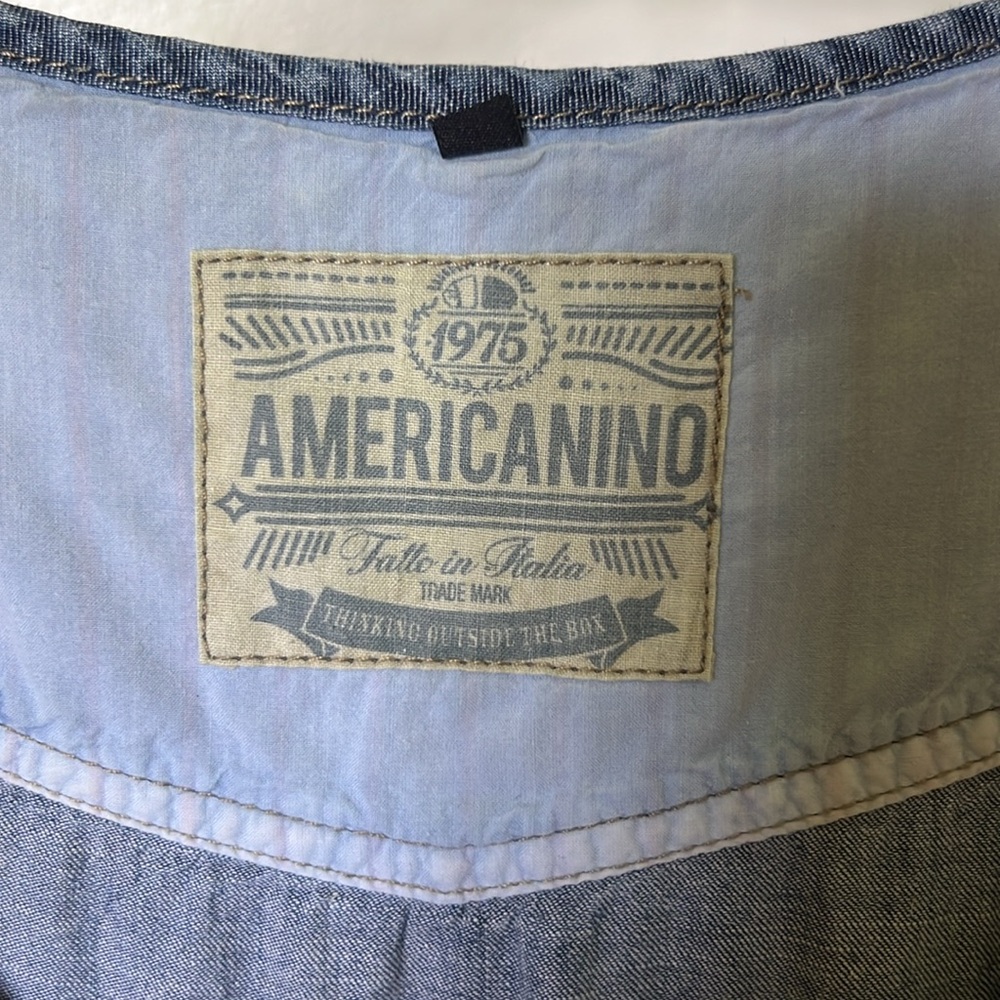 1975
AMERICANINO
Fatto in Italia
TRADE MARK
THINKING OUTSIDE THE BOX